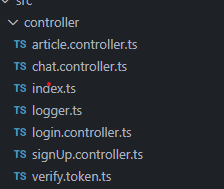 src
controller
TS article.controller.ts
TS chat.controller.ts
TS index.ts
TS logger.ts
TS login.controller.ts
TS signUp.controller.ts
TS verify.token.ts